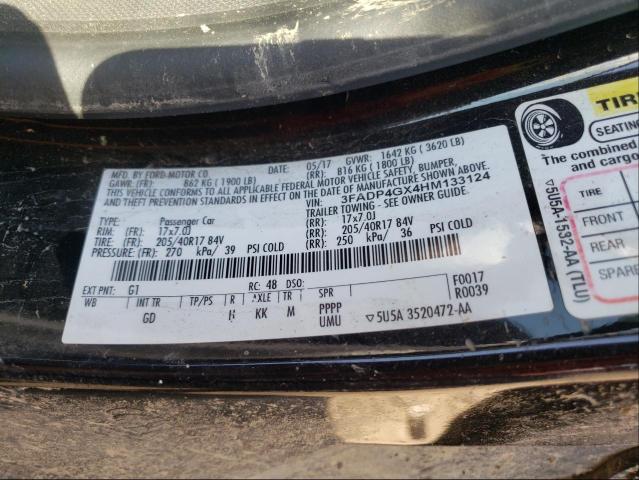 MFD. BY FORD MOTOR CO.
DATE: 05/17 GVWR: 1642 KG ( 3620 LB)
GAWR: (FR): 862 KG ( 1900 LB) (RR): 816 KG ( 1800 LB)
THIS VEHICLE CONFORMS TO ALL APPLICABLE FEDERAL MOTOR VEHICLE SAFETY, BUMPER,
AND THEFT PREVENTION STANDARDS IN EFFECT ON THE DATE OF MANUFACTURE SHOWN ABOVE.
VIN: 3FADP4GX4HM133124
TYPE: Passenger Car TRAILER TOWING - SEE OWNER GUIDE.
RIM: (FR): 17x7.0J (RR): 17x7.0J
TIRE: (FR): 205/40R17 84V (RR): 205/40R17 84V
PRESSURE: (FR): 270 kPa/ 39 PSI COLD (RR): 250 kPa/ 36 PSI COLD
EXT PNT: G1 RC: 48 DSO: F0017
WB INT TR TP/PS R AXLE TR SPR R0039
GD KK M PPPP
UMU ▿5U5A 3520472-AA
TIRE
SEATING
The combined
and cargo
TIRE
FRONT
REAR
SPARE
▿5U5A-1532-AA (TLU)